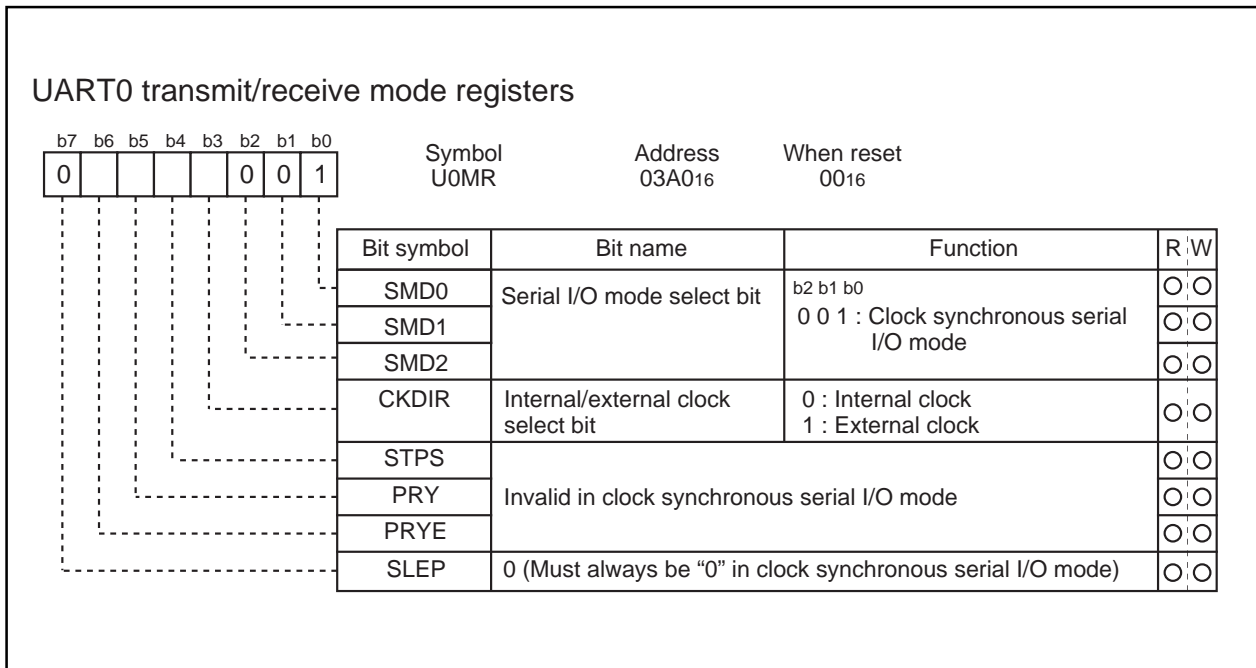 UART0 transmit/receive mode registers
b7 b6 b5 b4 b3 b2 b1 b0
0 0 0 1
Symbol Address When reset
U0MR 03A016 0016
Bit symbol Bit name Function R W
SMD0 Serial I/O mode select bit b2 b1 b0
SMD1 0 0 1 : Clock synchronous serial
I/O mode
SMD2
CKDIR Internal/external clock 0 : Internal clock
select bit 1 : External clock
STPS
PRY Invalid in clock synchronous serial I/O mode
PRYE
SLEP 0 (Must always be “0” in clock synchronous serial I/O mode)